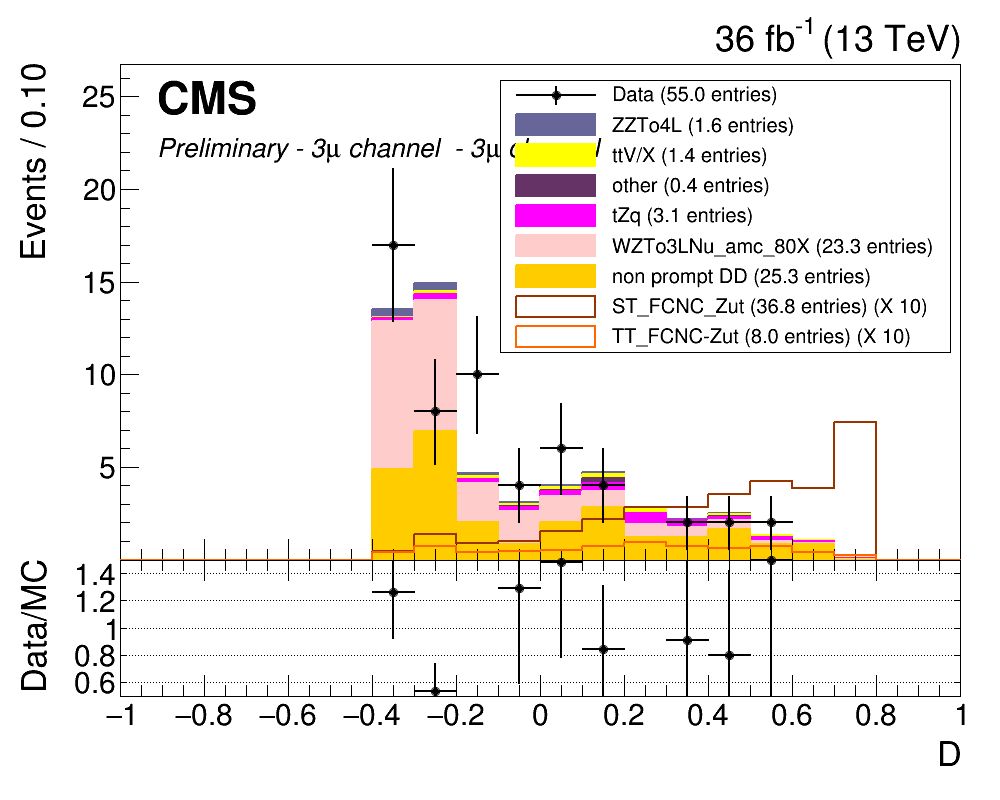 36 fb-1 (13 TeV)
CMS
Preliminary - 3μ channel - 3μ channel
Events / 0.10
25
20
15
10
5
Data (55.0 entries)
ZZTo4L (1.6 entries)
ttV/X (1.4 entries)
other (0.4 entries)
tZq (3.1 entries)
WZTo3LNu_amc_80X (23.3 entries)
non prompt DD (25.3 entries)
ST_FCNC_Zut (36.8 entries) (X 10)
TT_FCNC-Zut (8.0 entries) (X 10)
Data/MC
1.4
1.2
1
0.8
0.6
−1 −0.8 −0.6 −0.4 −0.2 0 0.2 0.4 0.6 0.8 1
D